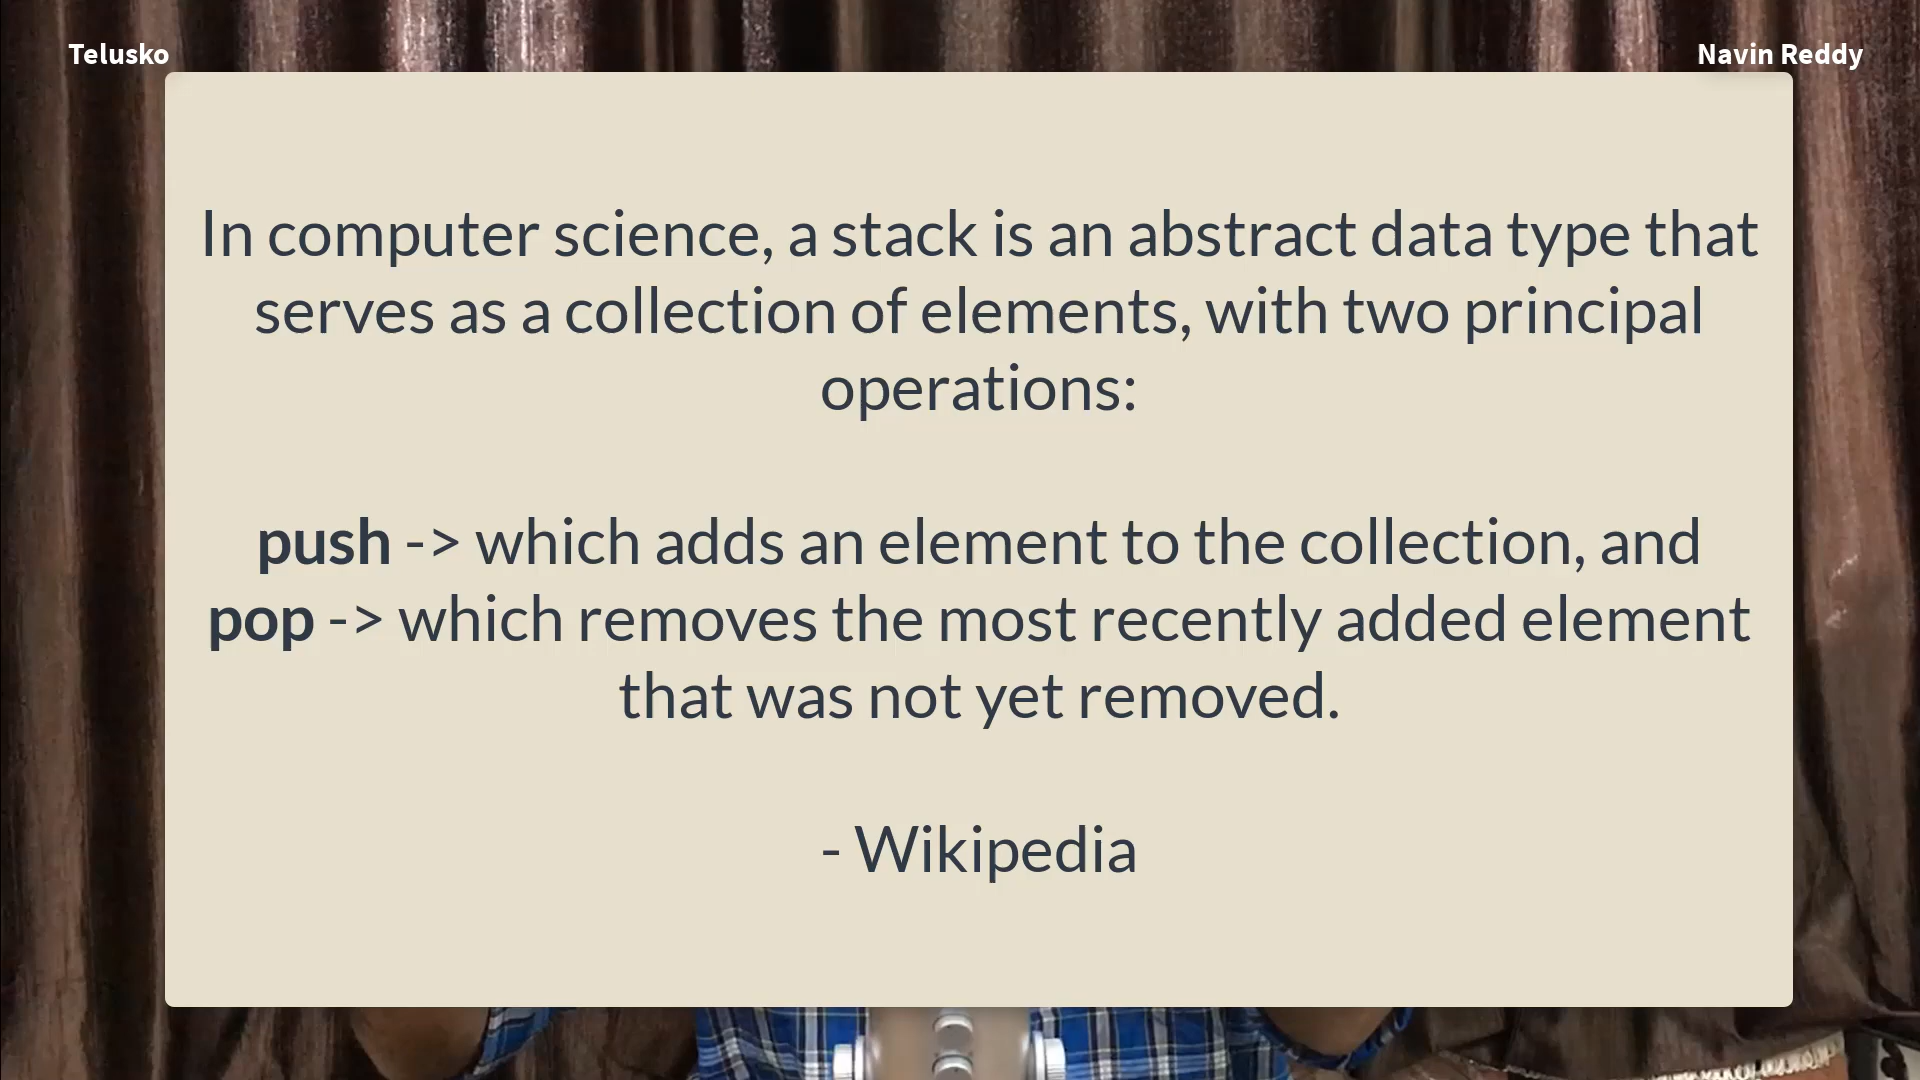 Telusko
Navin Reddy
In computer science, a stack is an abstract data type that
serves as a collection of elements, with two principal
operations:
push -> which adds an element to the collection, and
pop -> which removes the most recently added element
that was not yet removed.
- Wikipedia